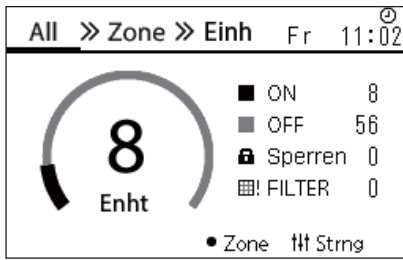 All » Zone » Einh Fr 11:02
8
Enht
ON 8
OFF 56
Sperren 0
! FILTER 0
● Zone Strng